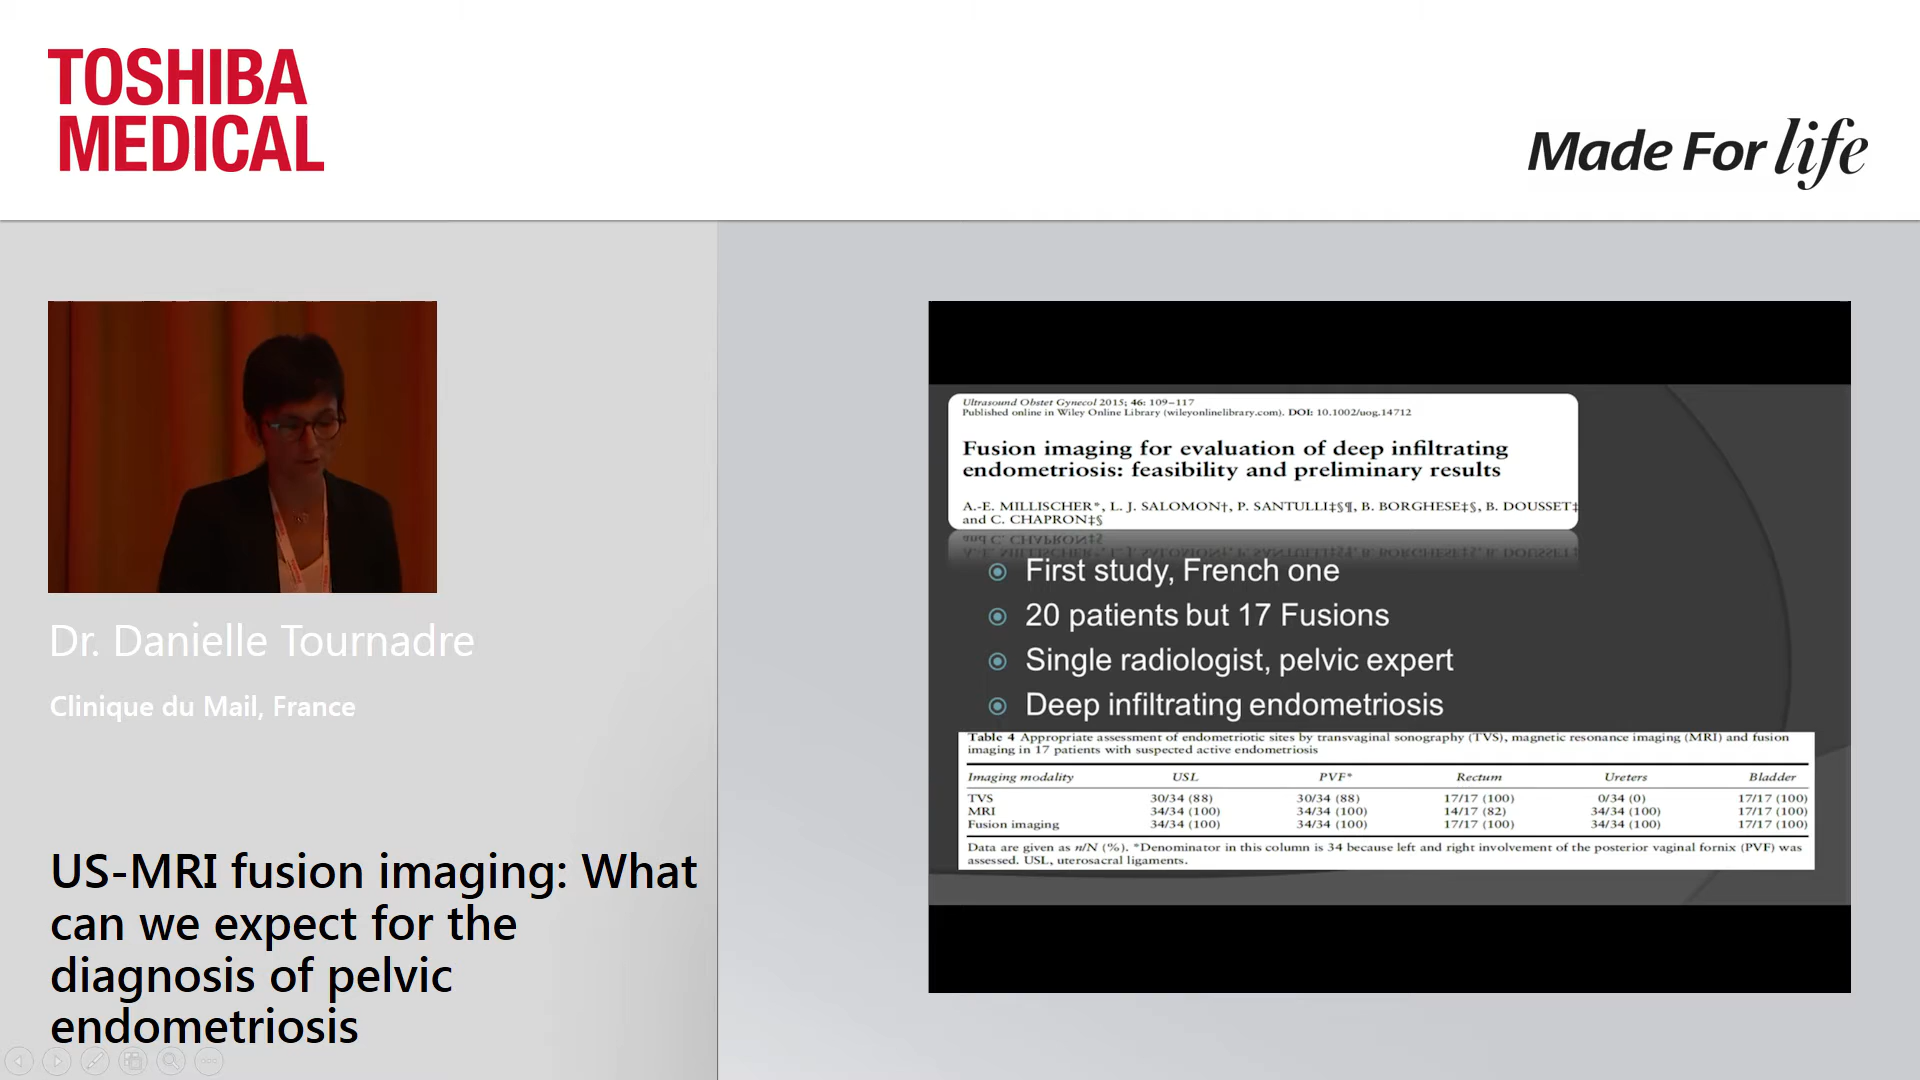 TOSHIBA
MEDICAL
Made For life
Dr. Danielle Tournadre
Clinique du Mail, France
US-MRI fusion imaging: What
can we expect for the
diagnosis of pelvic
endometriosis
Ultrasound Obstet Gynecol 2015; 46: 109–117
Published online in Wiley Online Library (wileyonlinelibrary.com). DOI: 10.1002/uog.14712
Fusion imaging for evaluation of deep infiltrating
endometriosis: feasibility and preliminary results
A.-E. MILLISCHER*, L. J. SALOMON†, P. SANTULLI‡§¶, B. BORGHESE‡§, B. DOUSSET‡
and C. CHAPRON‡§
First study, French one
20 patients but 17 Fusions
Single radiologist, pelvic expert
Deep infiltrating endometriosis
Table 4 Appropriate assessment of endometriotic sites by transvaginal sonography (TVS), magnetic resonance imaging (MRI) and fusion
imaging in 17 patients with suspected active endometriosis
Imaging modality USL PVF* Rectum Ureters Bladder
TVS 30/34 (88) 30/34 (88) 17/17 (100) 0/34 (0) 17/17 (100)
MRI 34/34 (100) 34/34 (100) 14/17 (82) 34/34 (100) 17/17 (100)
Fusion imaging 34/34 (100) 34/34 (100) 17/17 (100) 34/34 (100) 17/17 (100)
Data are given as n/N (%). *Denominator in this column is 34 because left and right involvement of the posterior vaginal fornix (PVF) was
assessed. USL, uterosacral ligaments.